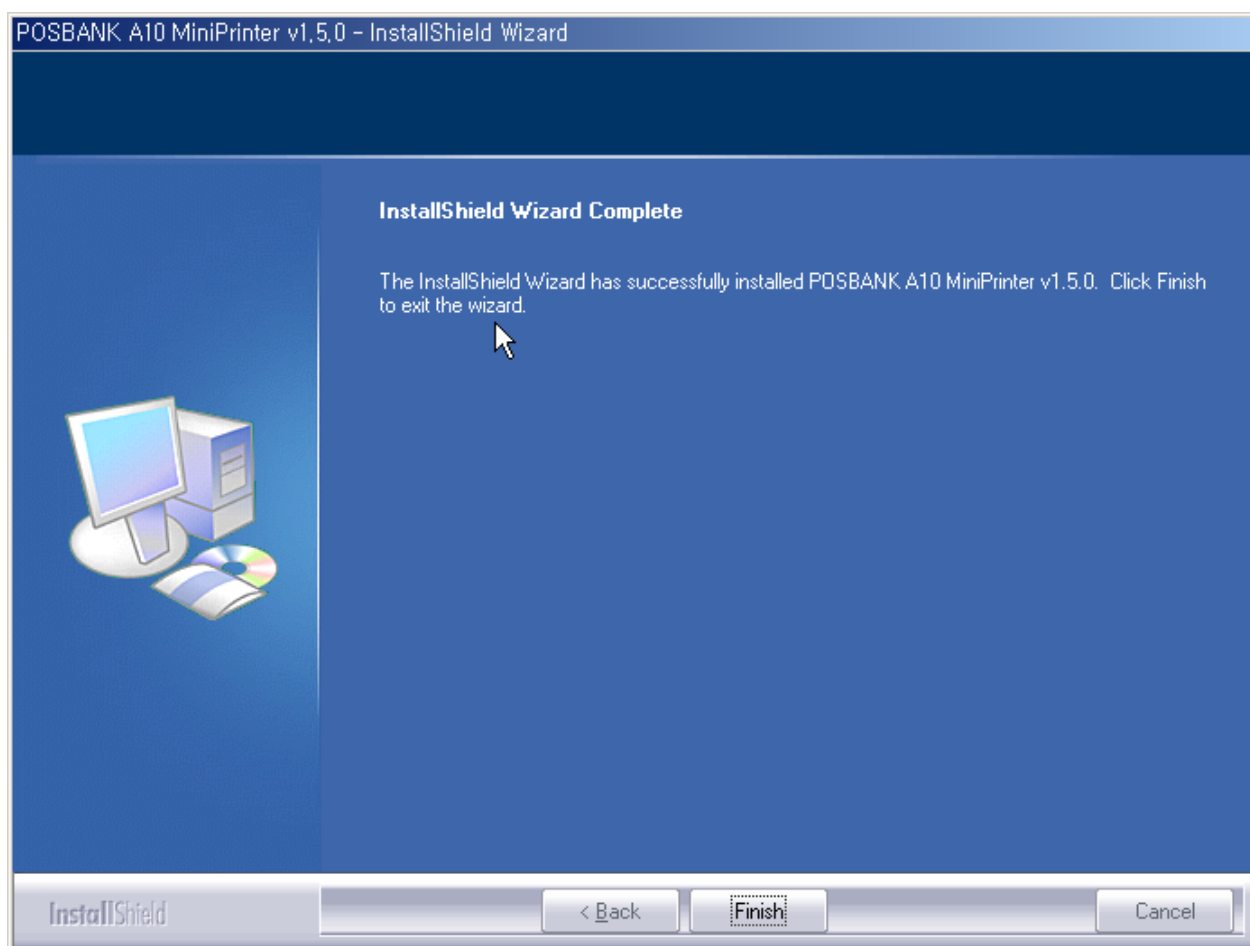 POSBANK A10 MiniPrinter v1,5,0 - InstallShield Wizard
InstallShield Wizard Complete
The InstallShield Wizard has successfully installed POSBANK A10 MiniPrinter v1.5.0. Click Finish
to exit the wizard.
InstallShield
< Back
Finish
Cancel